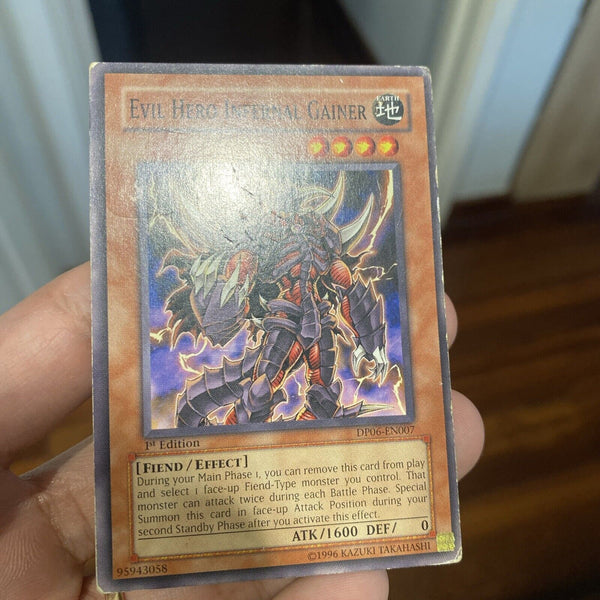 EVIL HERO INFERNAL GAINER
EARTH
地
1st Edition
DP06-EN007
[FIEND / EFFECT]
During your Main Phase 1, you can remove this card from play
and select 1 face-up Fiend-Type monster you control. That
monster can attack twice during each Battle Phase. Special
Summon this card in face-up Attack Position during your
second Standby Phase after you activate this effect.
ATK/1600 DEF/ 0
95943058
©1996 KAZUKI TAKAHASHI